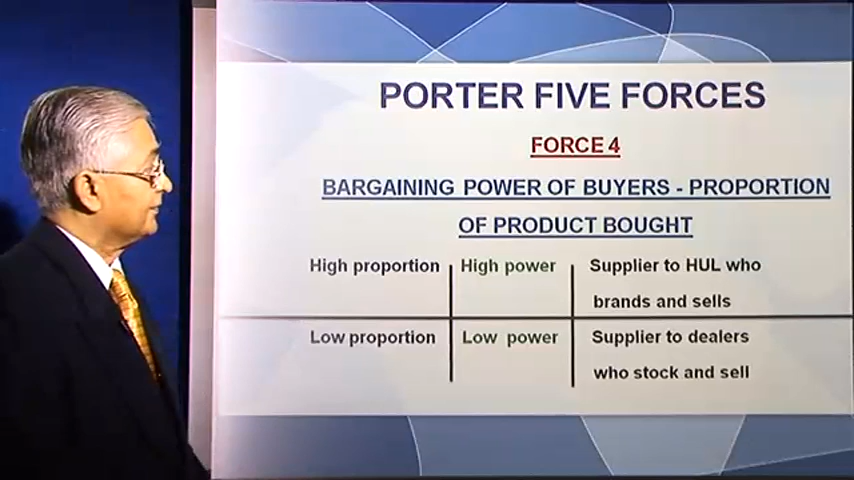 PORTER FIVE FORCES
FORCE 4
BARGAINING POWER OF BUYERS - PROPORTION
OF PRODUCT BOUGHT
High proportion High power Supplier to HUL who
brands and sells
Low proportion Low power Supplier to dealers
who stock and sell